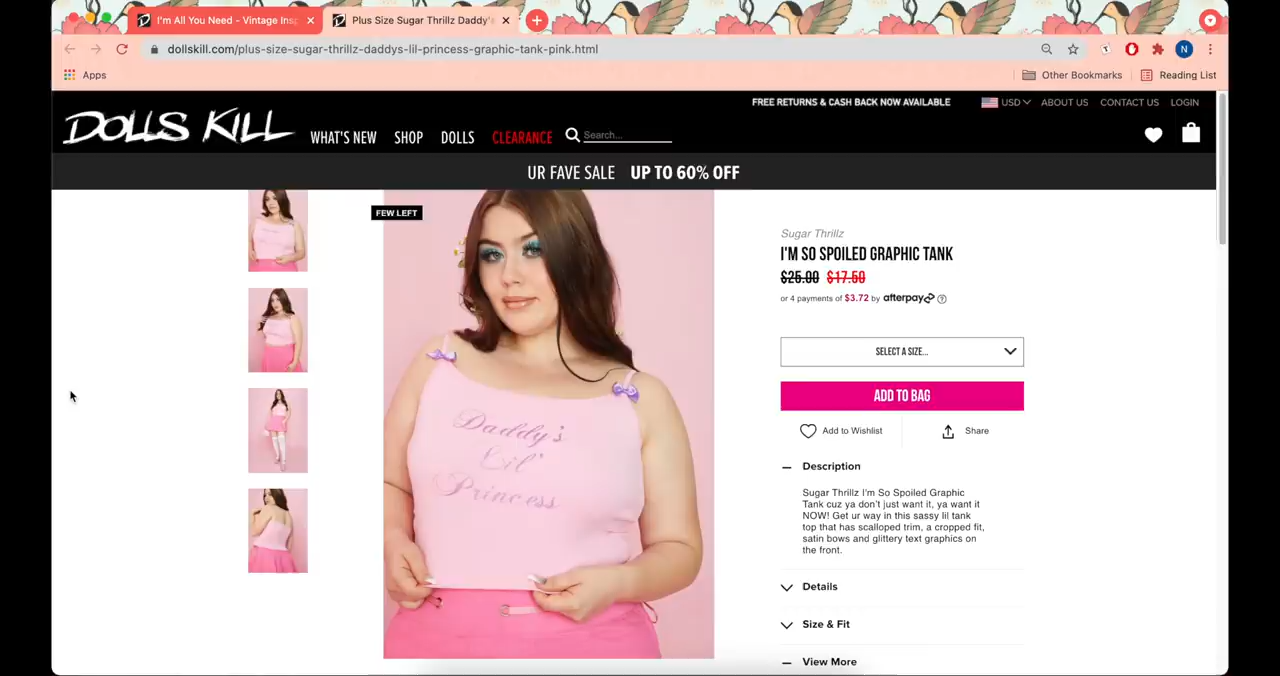 I'm All You Need - Vintage Insp
Plus Size Sugar Thrillz Daddy's
dollskill.com/plus-size-sugar-thrillz-daddys-lil-princess-graphic-tank-pink.html
N
Apps
Other Bookmarks
Reading List
FREE RETURNS & CASH BACK NOW AVAILABLE
USD
ABOUT US
CONTACT US
LOGIN
DOLLS KILL
WHAT'S NEW
SHOP
DOLLS
CLEARANCE
Search...
UR FAVE SALE UP TO 60% OFF
FEW LEFT
Daddy's
Lil'
Princess
Sugar Thrillz
I'M SO SPOILED GRAPHIC TANK
$25.00 $17.50
or 4 payments of $3.72 by afterpay
SELECT A SIZE...
ADD TO BAG
Add to Wishlist
Share
Description
Sugar Thrillz I'm So Spoiled Graphic
Tank cuz ya don't just want it, ya want it
NOW! Get ur way in this sassy lil tank
top that has scalloped trim, a cropped fit,
satin bows and glittery text graphics on
the front.
Details
Size & Fit
View More